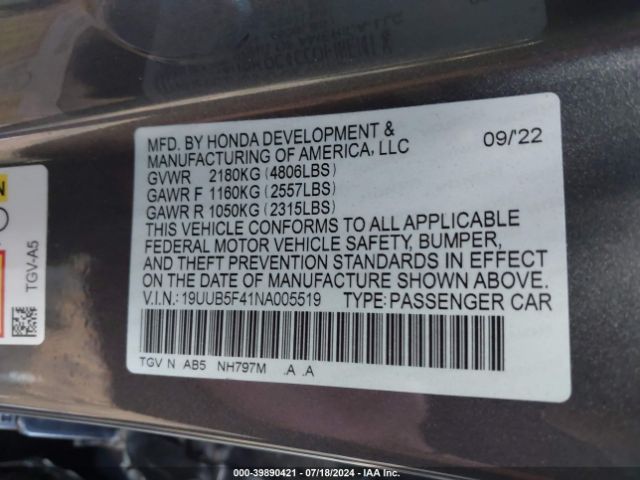 MFD. BY HONDA DEVELOPMENT &
MANUFACTURING OF AMERICA, LLC 09/'22
GVWR 2180KG (4806LBS)
GAWR F 1160KG (2557LBS)
GAWR R 1050KG (2315LBS)
THIS VEHICLE CONFORMS TO ALL APPLICABLE
FEDERAL MOTOR VEHICLE SAFETY, BUMPER,
AND THEFT PREVENTION STANDARDS IN EFFECT
ON THE DATE OF MANUFACTURE SHOWN ABOVE.
V.I.N.: 19UUB5F41NA005519 TYPE: PASSENGER CAR
TGV N AB5 NH797M .A .A
TGV-A5
000-39890421 - 07/18/2024 - IAA Inc.